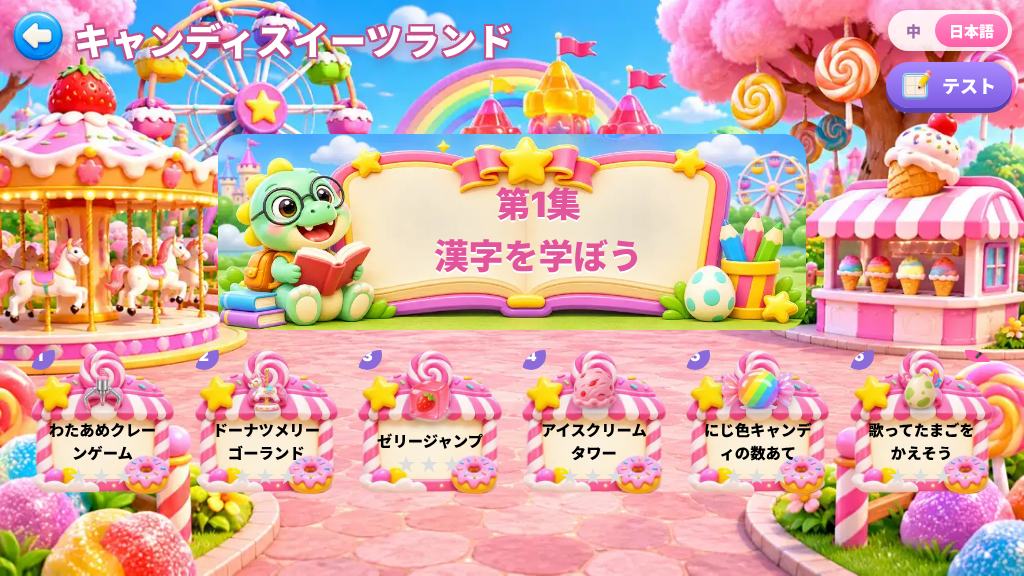 キャンディスイーツランド
中 日本語
テスト
第1集
漢字を学ぼう
1 2 3 4 5 6
わたあめクレー
ンゲーム
ドーナツメリー
ゴーランド
ゼリージャンプ
アイスクリーム
タワー
にじ色キャンデ
ィの数あて
歌ってたまごを
かえそう